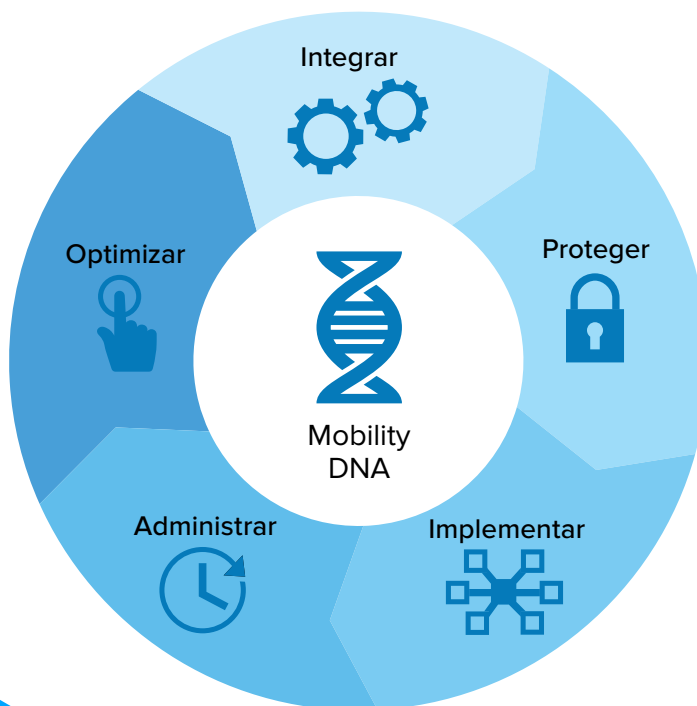 Integrar
Proteger
Implementar
Administrar
Optimizar
Mobility
DNA